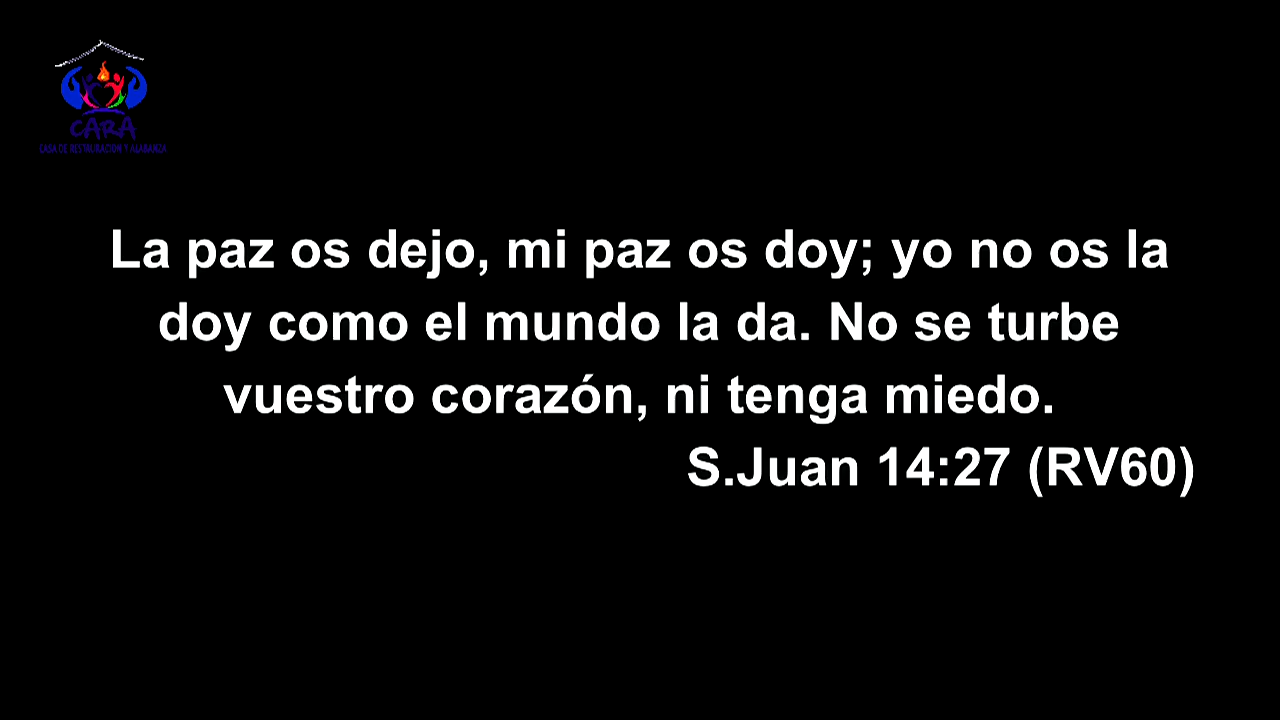 CARA
CASA DE RESTAURACION Y ALABANZA
La paz os dejo, mi paz os doy; yo no os la
doy como el mundo la da. No se turbe
vuestro corazón, ni tenga miedo.
S.Juan 14:27 (RV60)